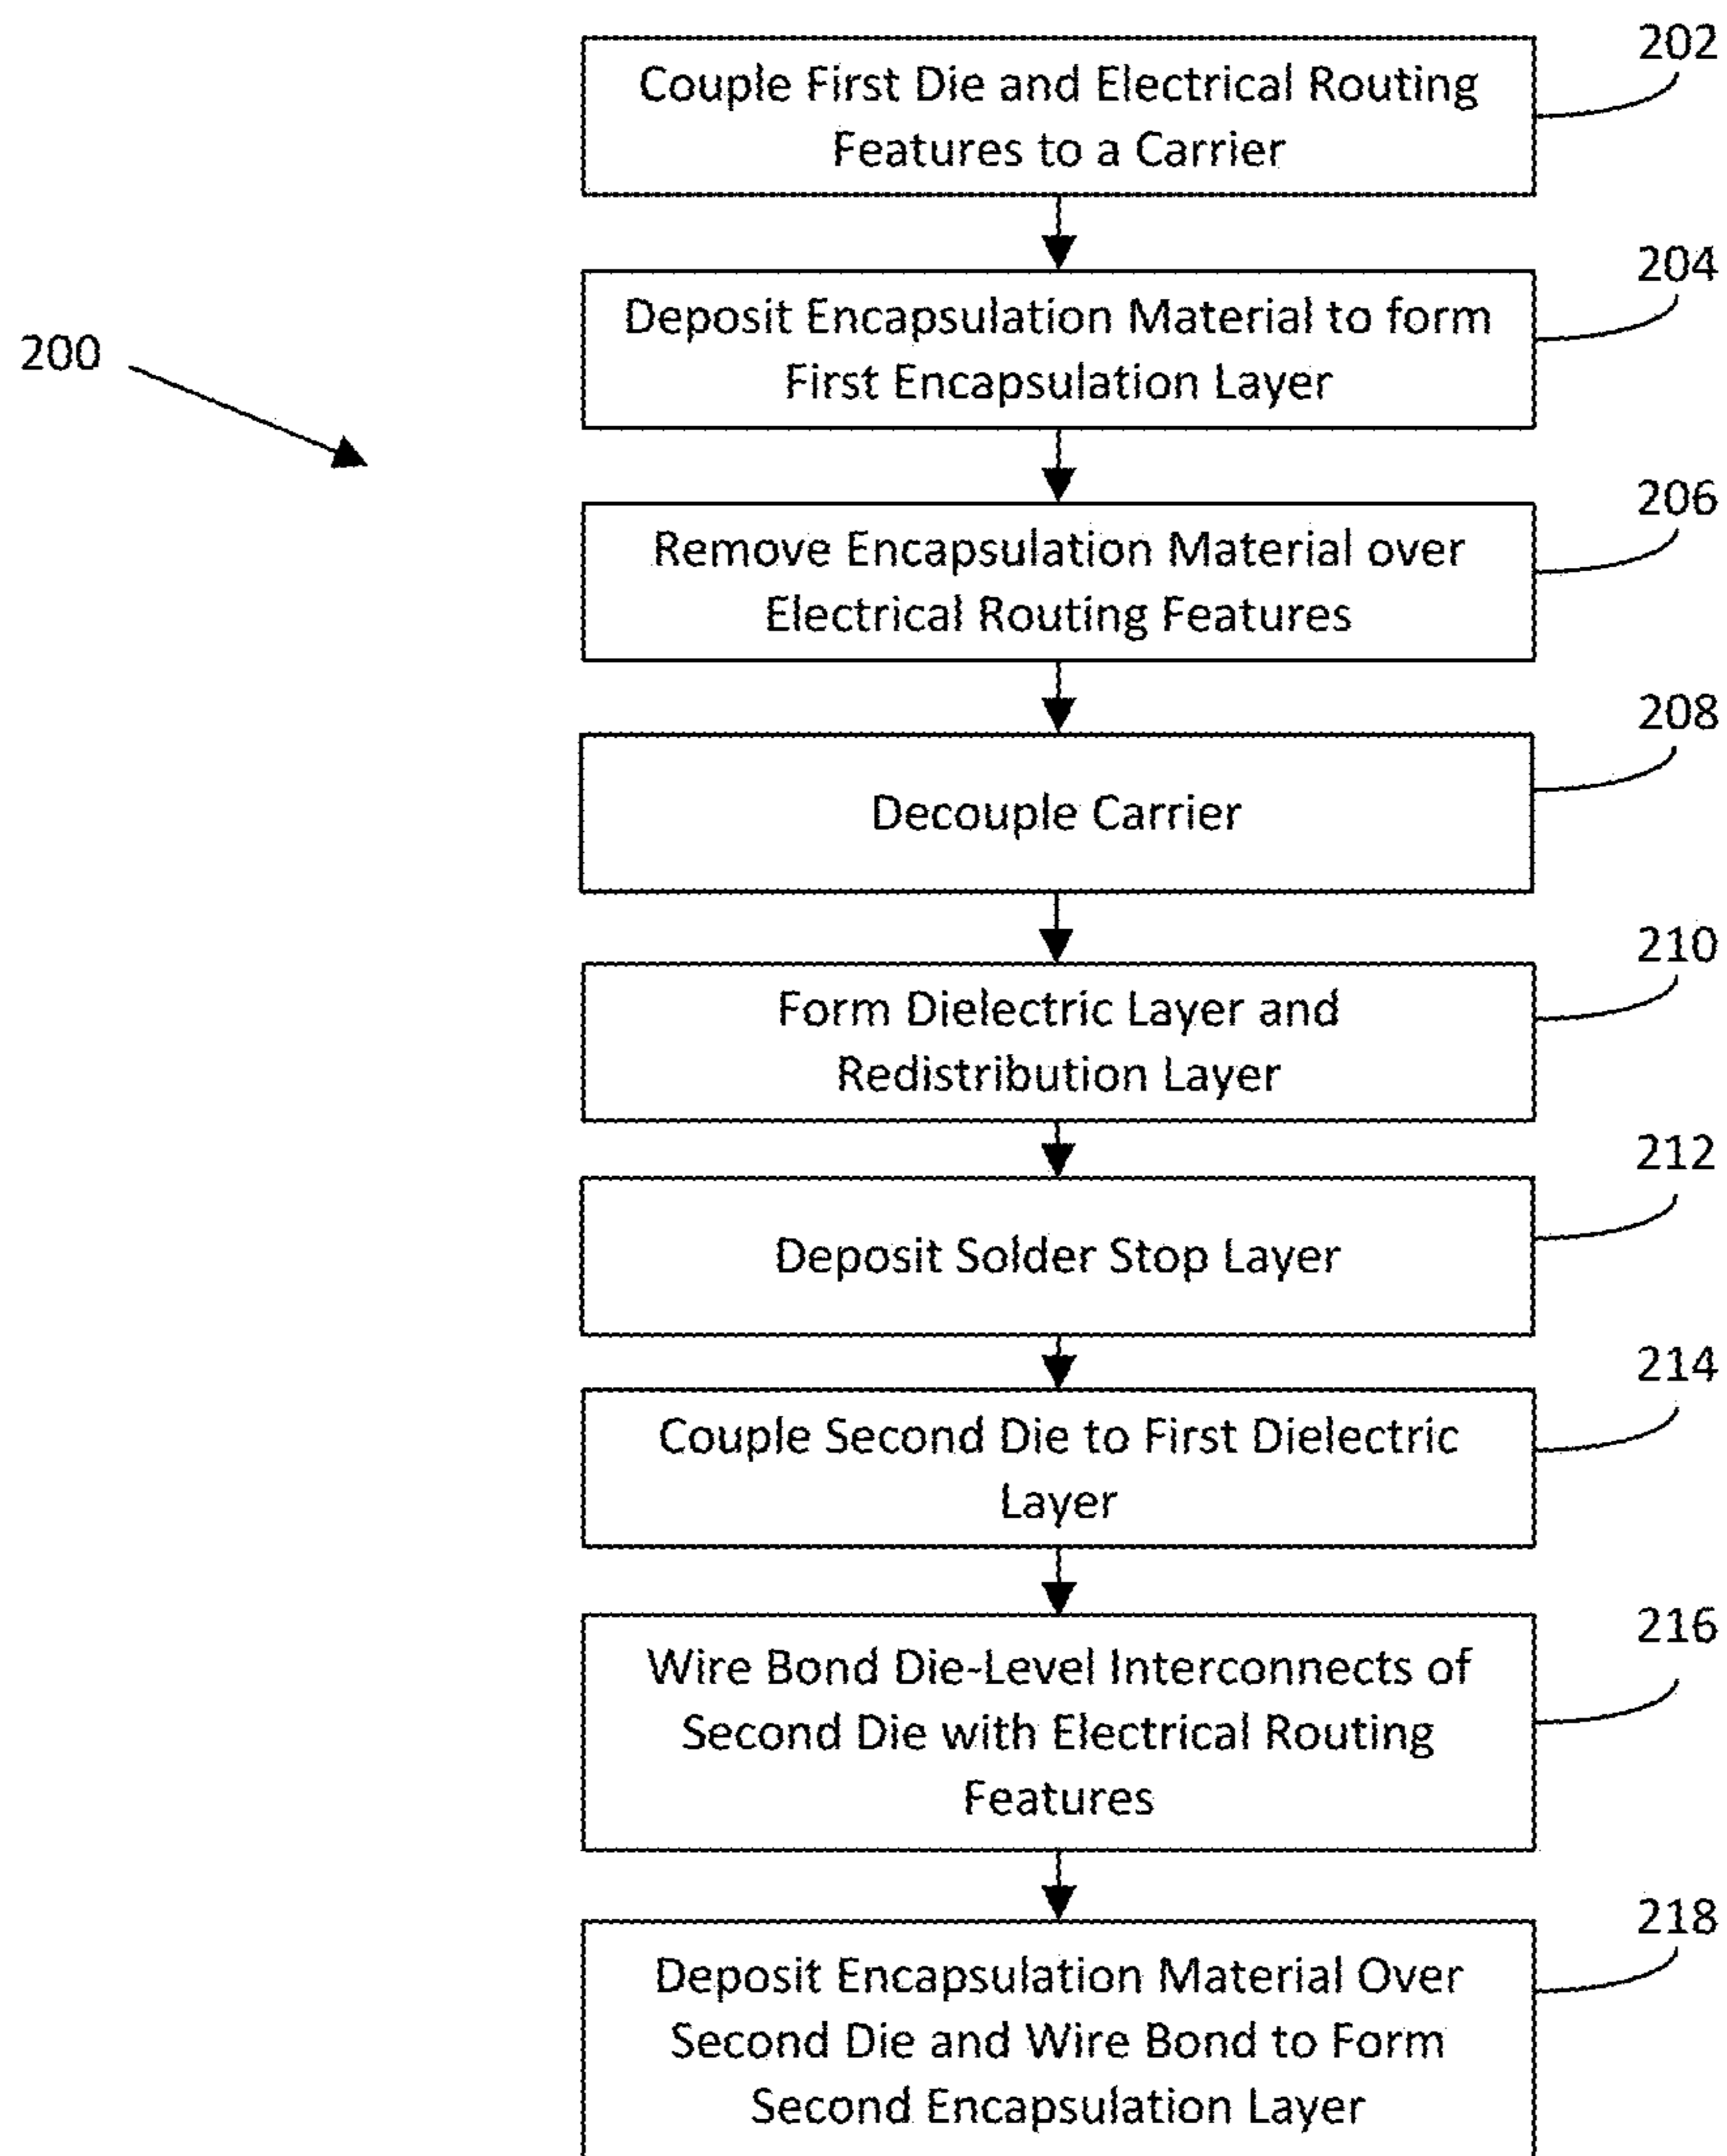 202
Couple First Die and Electrical Routing
Features to a Carrier
204
Deposit Encapsulation Material to form
First Encapsulation Layer
200
206
Remove Encapsulation Material over
Electrical Routing Features
208
Decouple Carrier
210
Form Dielectric Layer and
Redistribution Layer
212
Deposit Solder Stop Layer
214
Couple Second Die to First Dielectric
Layer
216
Wire Bond Die-Level Interconnects of
Second Die with Electrical Routing
Features
218
Deposit Encapsulation Material Over
Second Die and Wire Bond to Form
Second Encapsulation Layer